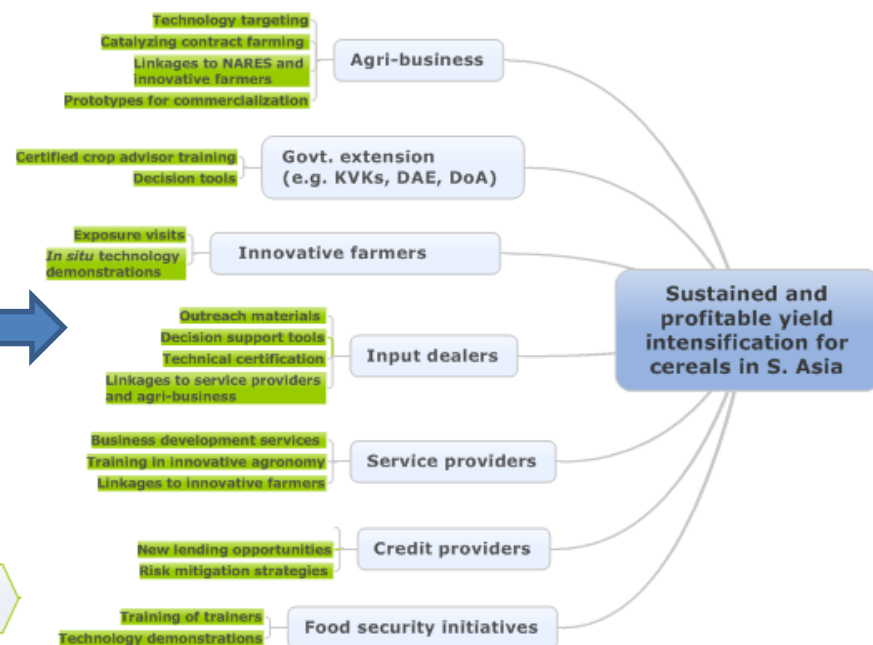 Technology targeting
Catalyzing contract farming
Linkages to NARES and
innovative farmers
Prototypes for commercialization
Agri-business
Certified crop advisor training
Decision tools
Govt. extension
(e.g. KVKs, DAE, DoA)
Exposure visits
In situ technology
demonstrations
Innovative farmers
Sustained and
profitable yield
intensification for
cereals in S. Asia
Outreach materials
Decision support tools
Technical certification
Linkages to service providers
and agri-business
Input dealers
Business development services
Training in innovative agronomy
Linkages to innovative farmers
Service providers
New lending opportunities
Risk mitigation strategies
Credit providers
Training of trainers
Technology demonstrations
Food security initiatives